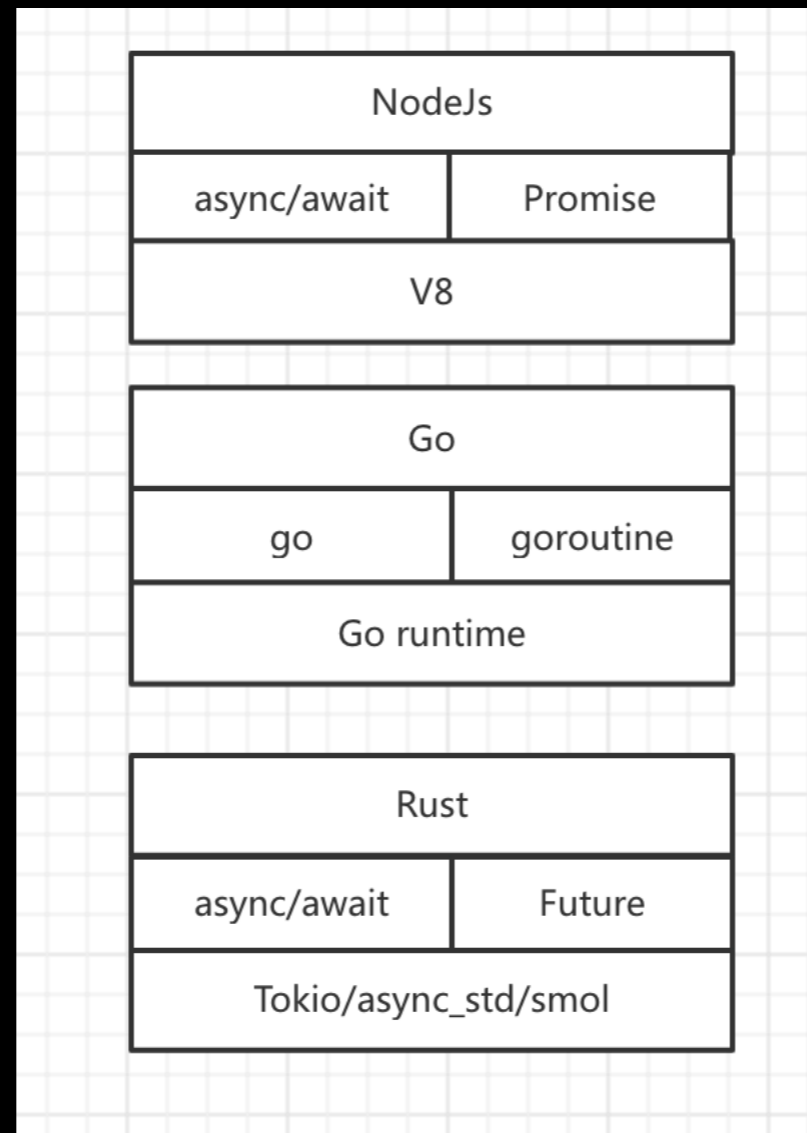 NodeJs
async/await Promise
V8
Go
go goroutine
Go runtime
Rust
async/await Future
Tokio/async_std/smol